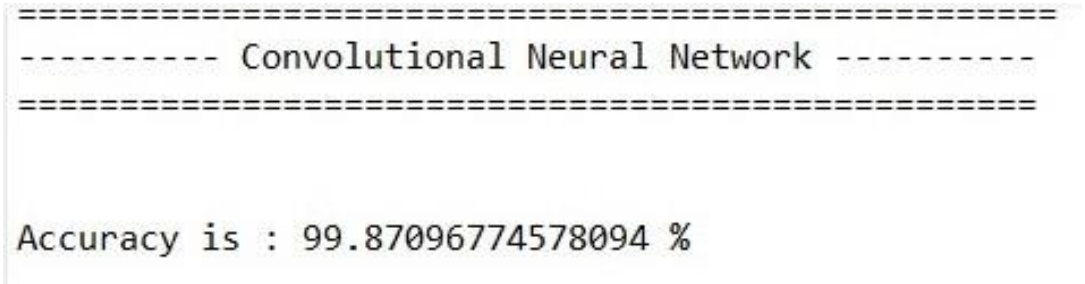 ====================================================
---------- Convolutional Neural Network ----------
==================================================
Accuracy is : 99.87096774578094 %